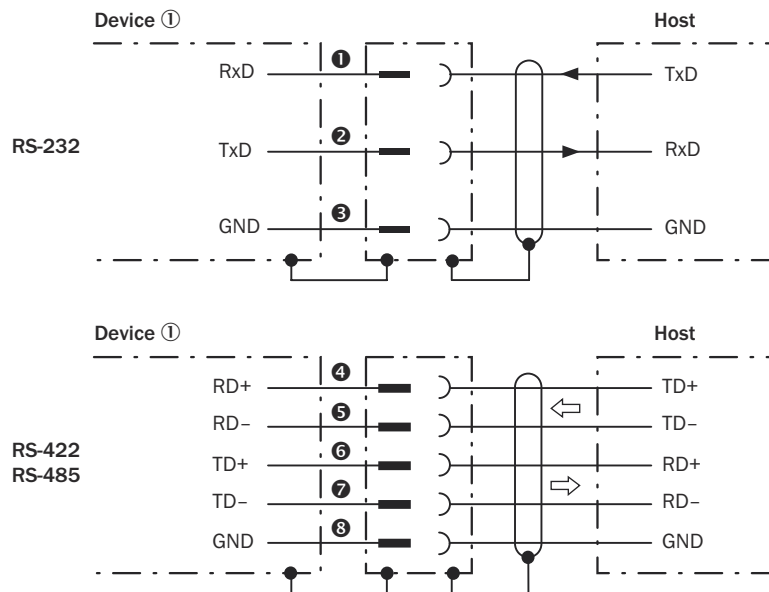 Device ① Host
RxD ❶ TxD
RS-232
TxD ❷ RxD
GND ❸ GND
Device ① Host
RD+ ❹ TD+
RD– ❺ TD–
RS-422
RS-485
TD+ ❻ RD+
TD– ❼ RD–
GND ❽ GND